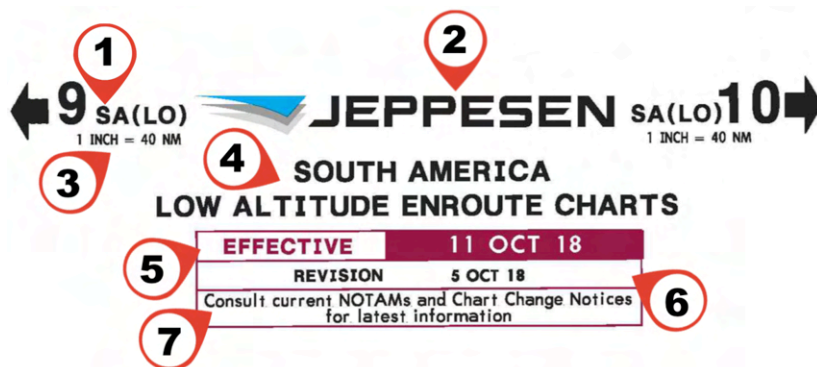 1
2
9 SA(LO)
JEPPESEN
SA(LO) 10
1 INCH = 40 NM
1 INCH = 40 NM
3
4
SOUTH AMERICA
LOW ALTITUDE ENROUTE CHARTS
5
EFFECTIVE 11 OCT 18
REVISION 5 OCT 18
6
Consult current NOTAMs and Chart Change Notices
for latest information
7